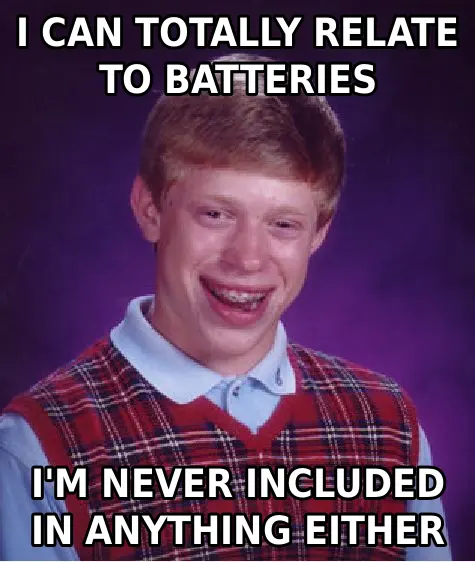 I CAN TOTALLY RELATE
TO BATTERIES
I'M NEVER INCLUDED
IN ANYTHING EITHER